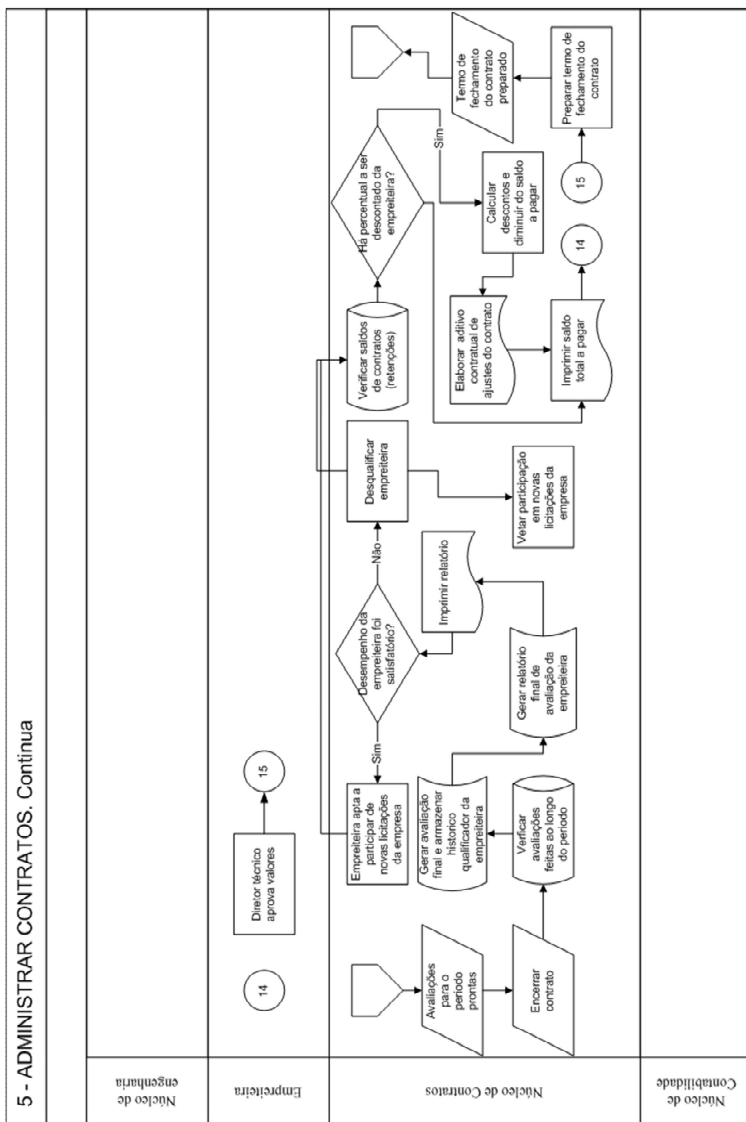 5 - ADMINISTRAR CONTRATOS. Continua
Núcleo de
engenharia
Empreiteira
14
Diretor técnico
aprova valores
15
Núcleo de Contratos
Avaliações
para o
período
prontas
Encerrar
contrato
Verficar
avaliações
feitas ao longo
do período
Gerar avaliação
final e armazenar
historico
qualificador da
empreiteira
Gerar relatório
final de
avaliação da
empreiteira
Imprimir relatório
Desempenho da
empreiteira foi
satisfatório?
Sim
Empreiteira apta a
participar de
novas licitações
da empresa
Não
Desqualificar
empreiteira
Vetar participação
em novas
licitações da
empresa
Verificar saldos
de contratos
(retenções)
Há percentual a ser
descontado da
empreiteira?
Sim
Calcular
descontos e
diminuir do saldo
a pagar
Elaborar aditivo
contratual de
ajustes do contrato
Imprimir saldo
total a pagar
14
15
Preparar termo de
fechamento do
contrato
Termo de
fechamento
do contrato
preparado
Núcleo de
Contabilidade